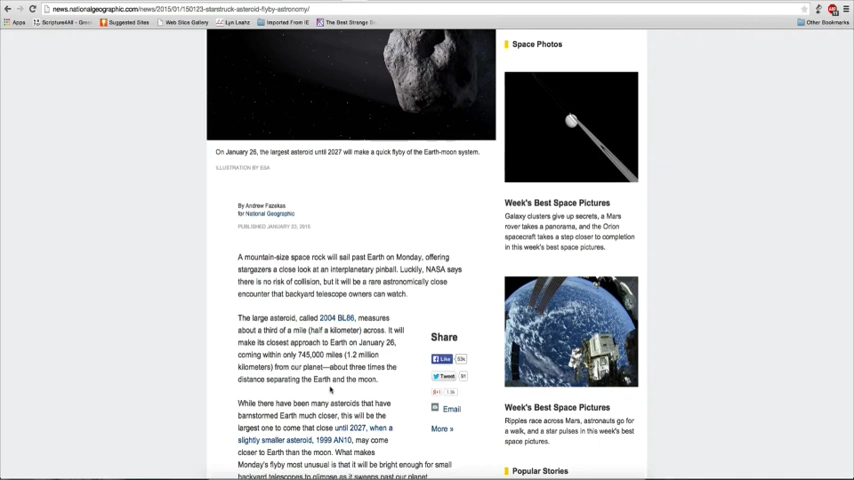 news.nationalgeographic.com/news/2015/01/150123-starstruck-asteroid-flyby-astronomy/
Apps
Suggested Sites
Web Slice Gallery
Lyn Leahz
Imported From IE
The Best Strange
Other Bookmarks
On January 26, the largest asteroid until 2027 will make a quick flyby of the Earth-moon system.
ILLUSTRATION BY ESA
By Andrew Fazekas
for National Geographic
PUBLISHED JANUARY 23, 2015
A mountain-size space rock will sail past Earth on Monday, offering
stargazers a close look at an interplanetary pinball. Luckily, NASA says
there is no risk of collision, but it will be a rare astronomically close
encounter that backyard telescope owners can watch.
The large asteroid, called 2004 BL86, measures
about a third of a mile (half a kilometer) across. It will
make its closest approach to Earth on January 26,
coming within only 745,000 miles (1.2 million
kilometers) from our planet—about three times the
distance separating the Earth and the moon.
While there have been many asteroids that have
barnstormed Earth much closer, this will be the
largest one to come that close until 2027, when a
slightly smaller asteroid, 1999 AN10, may come
closer to Earth than the moon. What makes
Monday's flyby most unusual is that it will be bright enough for small
backyard telescopes to glimpse as it sweeps past our planet
Share
Like
Tweet
Email
More »
Space Photos
Week's Best Space Pictures
Galaxy clusters give up secrets, a Mars
rover takes a panorama, and the Orion
spacecraft takes a step closer to completion
in this week's best space pictures.
Week's Best Space Pictures
Ripples race across Mars, astronauts go for
a walk, and a star pulses in this week's best
space pictures.
Popular Stories